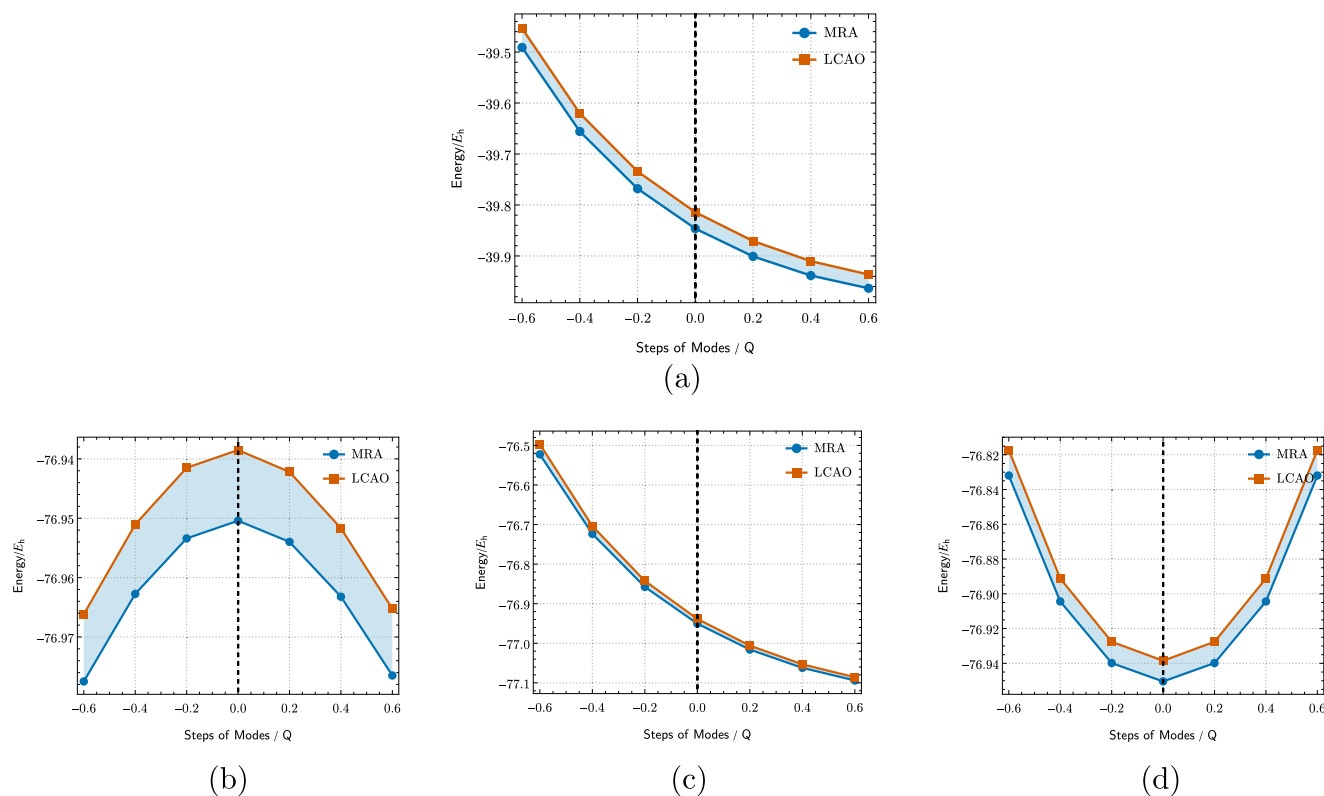 MRA
LCAO
−39.5
−39.6
−39.7
−39.8
−39.9
Energy/E_h
−0.6 −0.4 −0.2 0.0 0.2 0.4 0.6
Steps of Modes / Q
(a)
MRA
LCAO
−76.94
−76.95
−76.96
−76.97
Energy/E_h
−0.6 −0.4 −0.2 0.0 0.2 0.4 0.6
Steps of Modes / Q
(b)
MRA
LCAO
−76.5
−76.6
−76.7
−76.8
−76.9
−77.0
−77.1
Energy/E_h
−0.6 −0.4 −0.2 0.0 0.2 0.4 0.6
Steps of Modes / Q
(c)
MRA
LCAO
−76.82
−76.84
−76.86
−76.88
−76.90
−76.92
−76.94
Energy/E_h
−0.6 −0.4 −0.2 0.0 0.2 0.4 0.6
Steps of Modes / Q
(d)